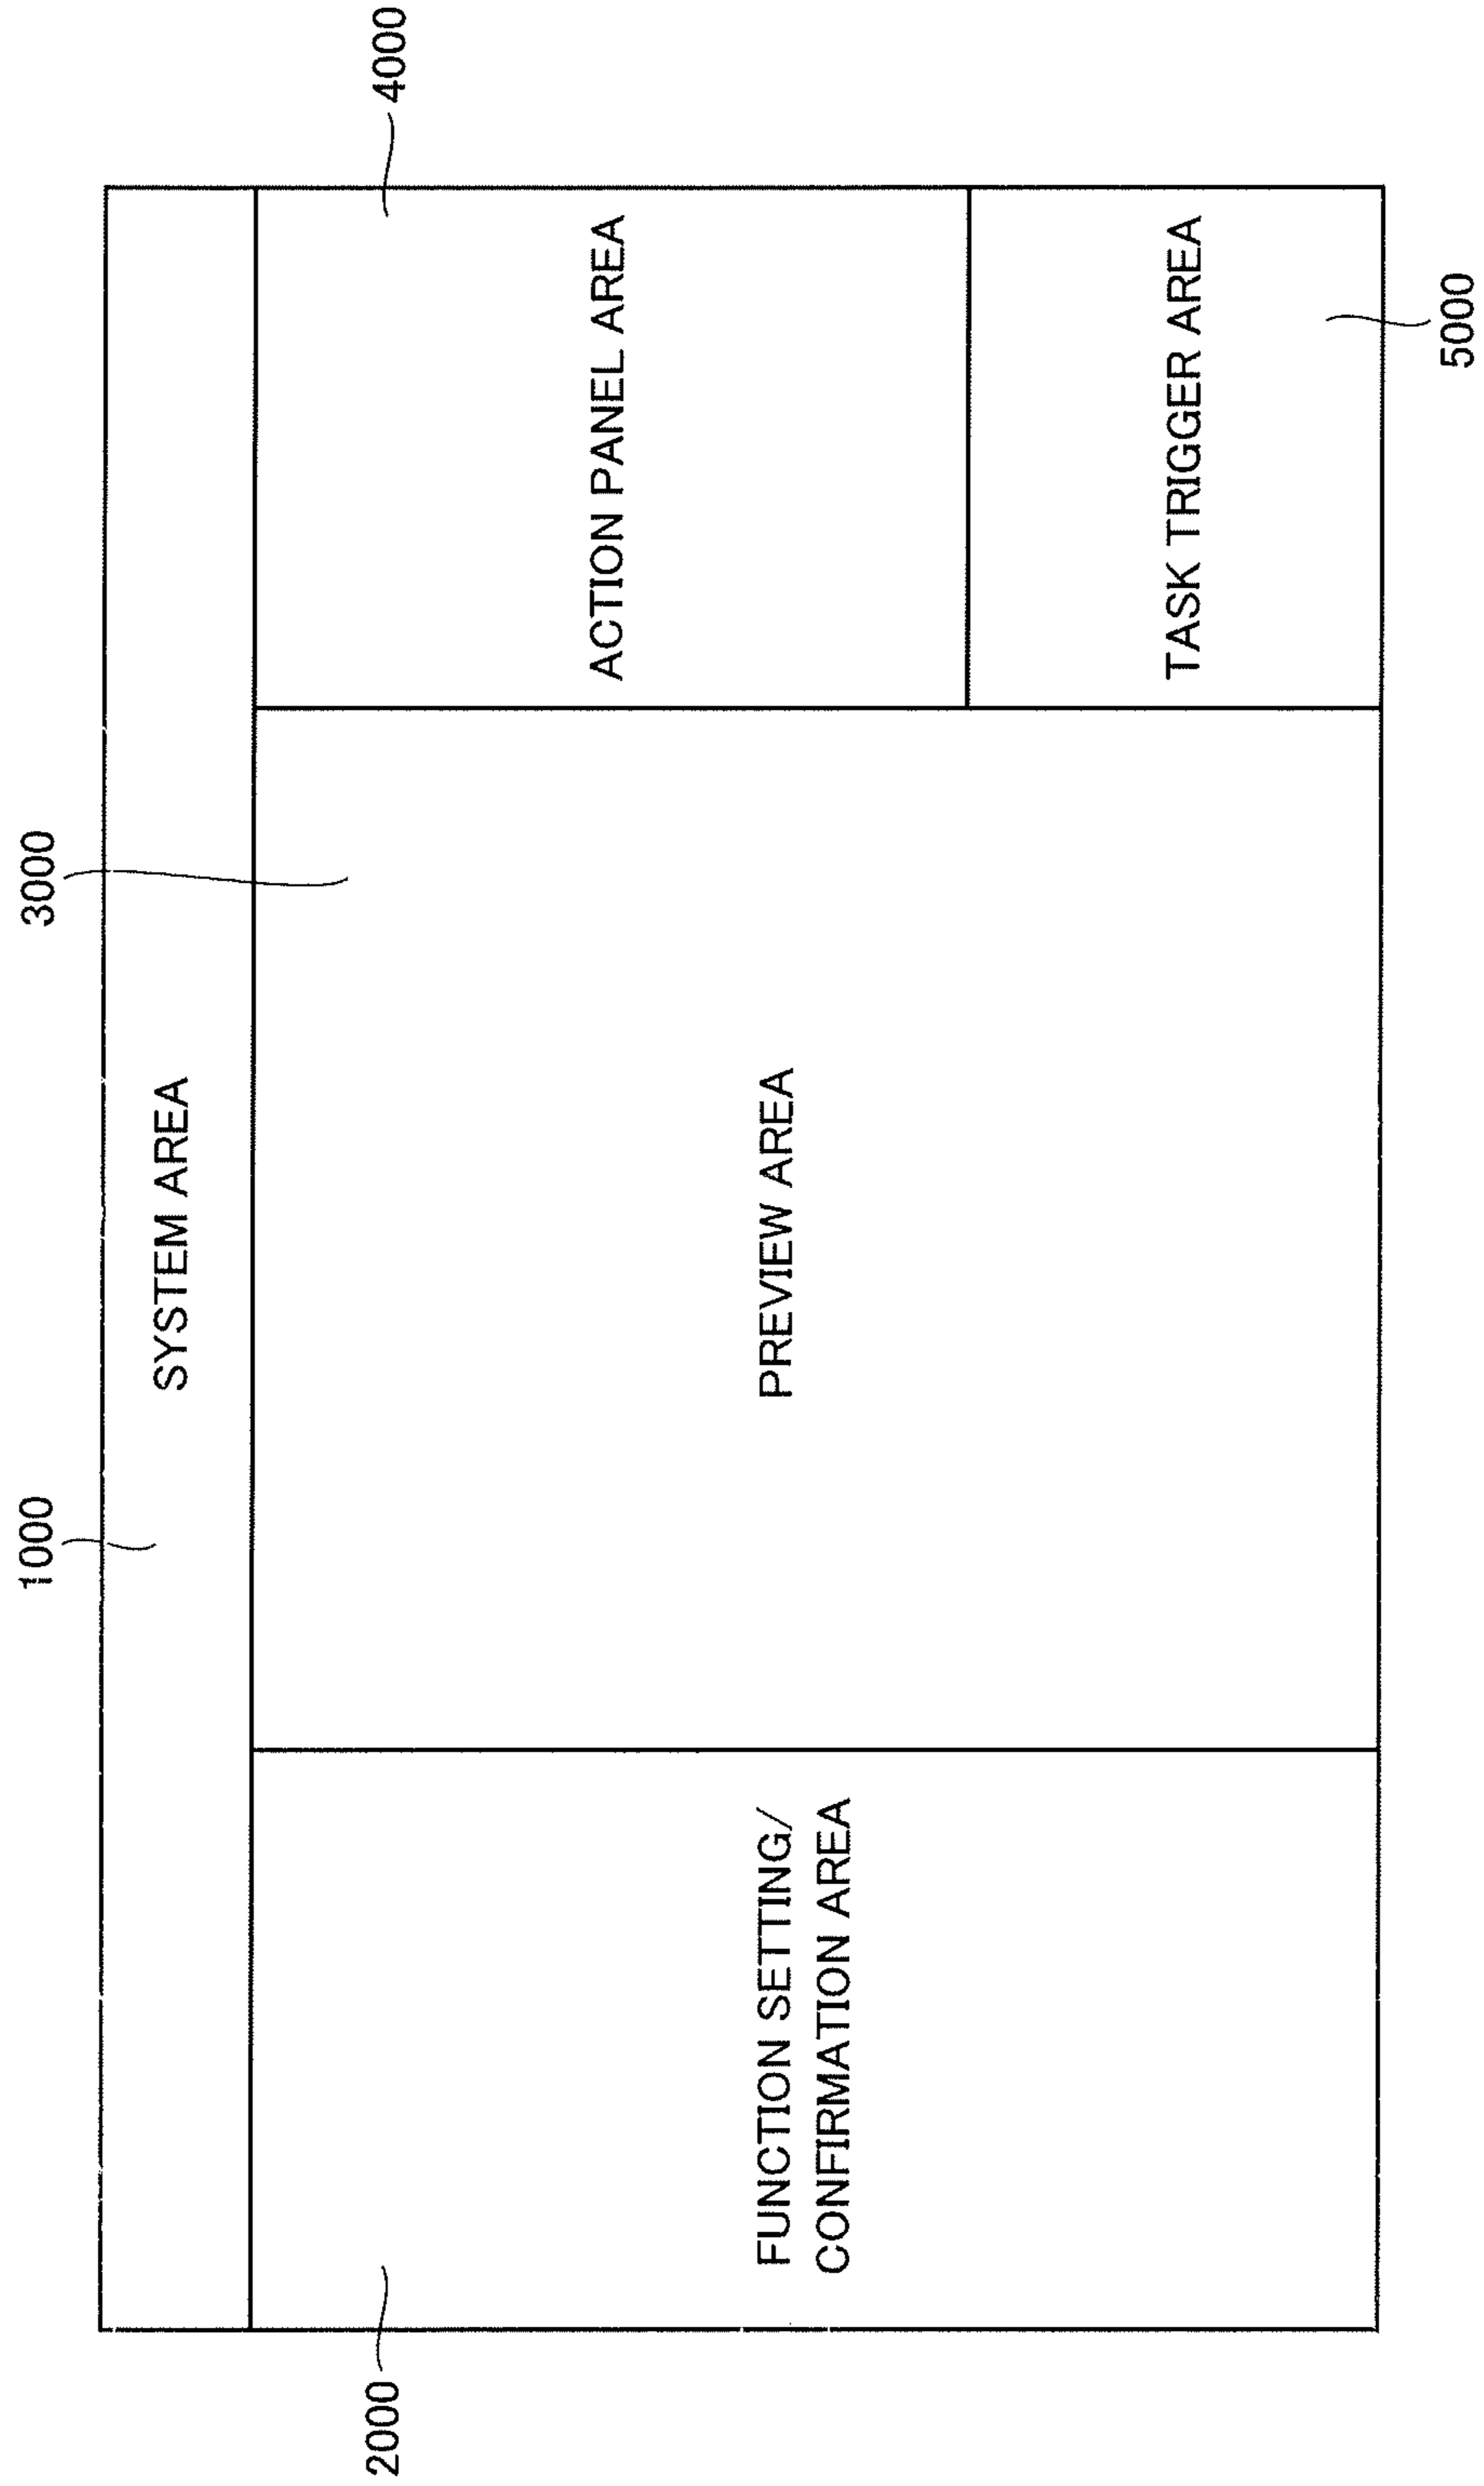 1000
3000
SYSTEM AREA
2000
4000
FUNCTION SETTING/
CONFIRMATION AREA
PREVIEW AREA
ACTION PANEL AREA
TASK TRIGGER AREA
5000